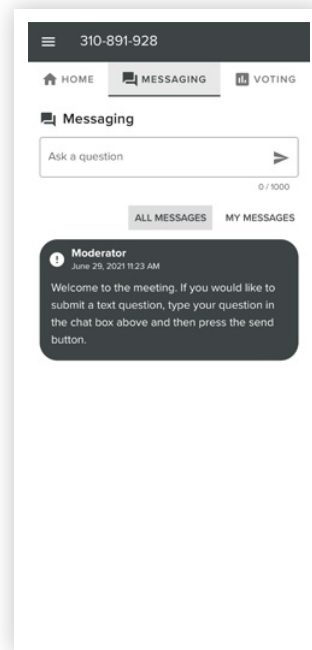 310-891-928
HOME MESSAGING VOTING
Messaging
Ask a question
0 / 1000
ALL MESSAGES MY MESSAGES
Moderator
June 29, 2021 11:23 AM
Welcome to the meeting. If you would like to
submit a text question, type your question in
the chat box above and then press the send
button.